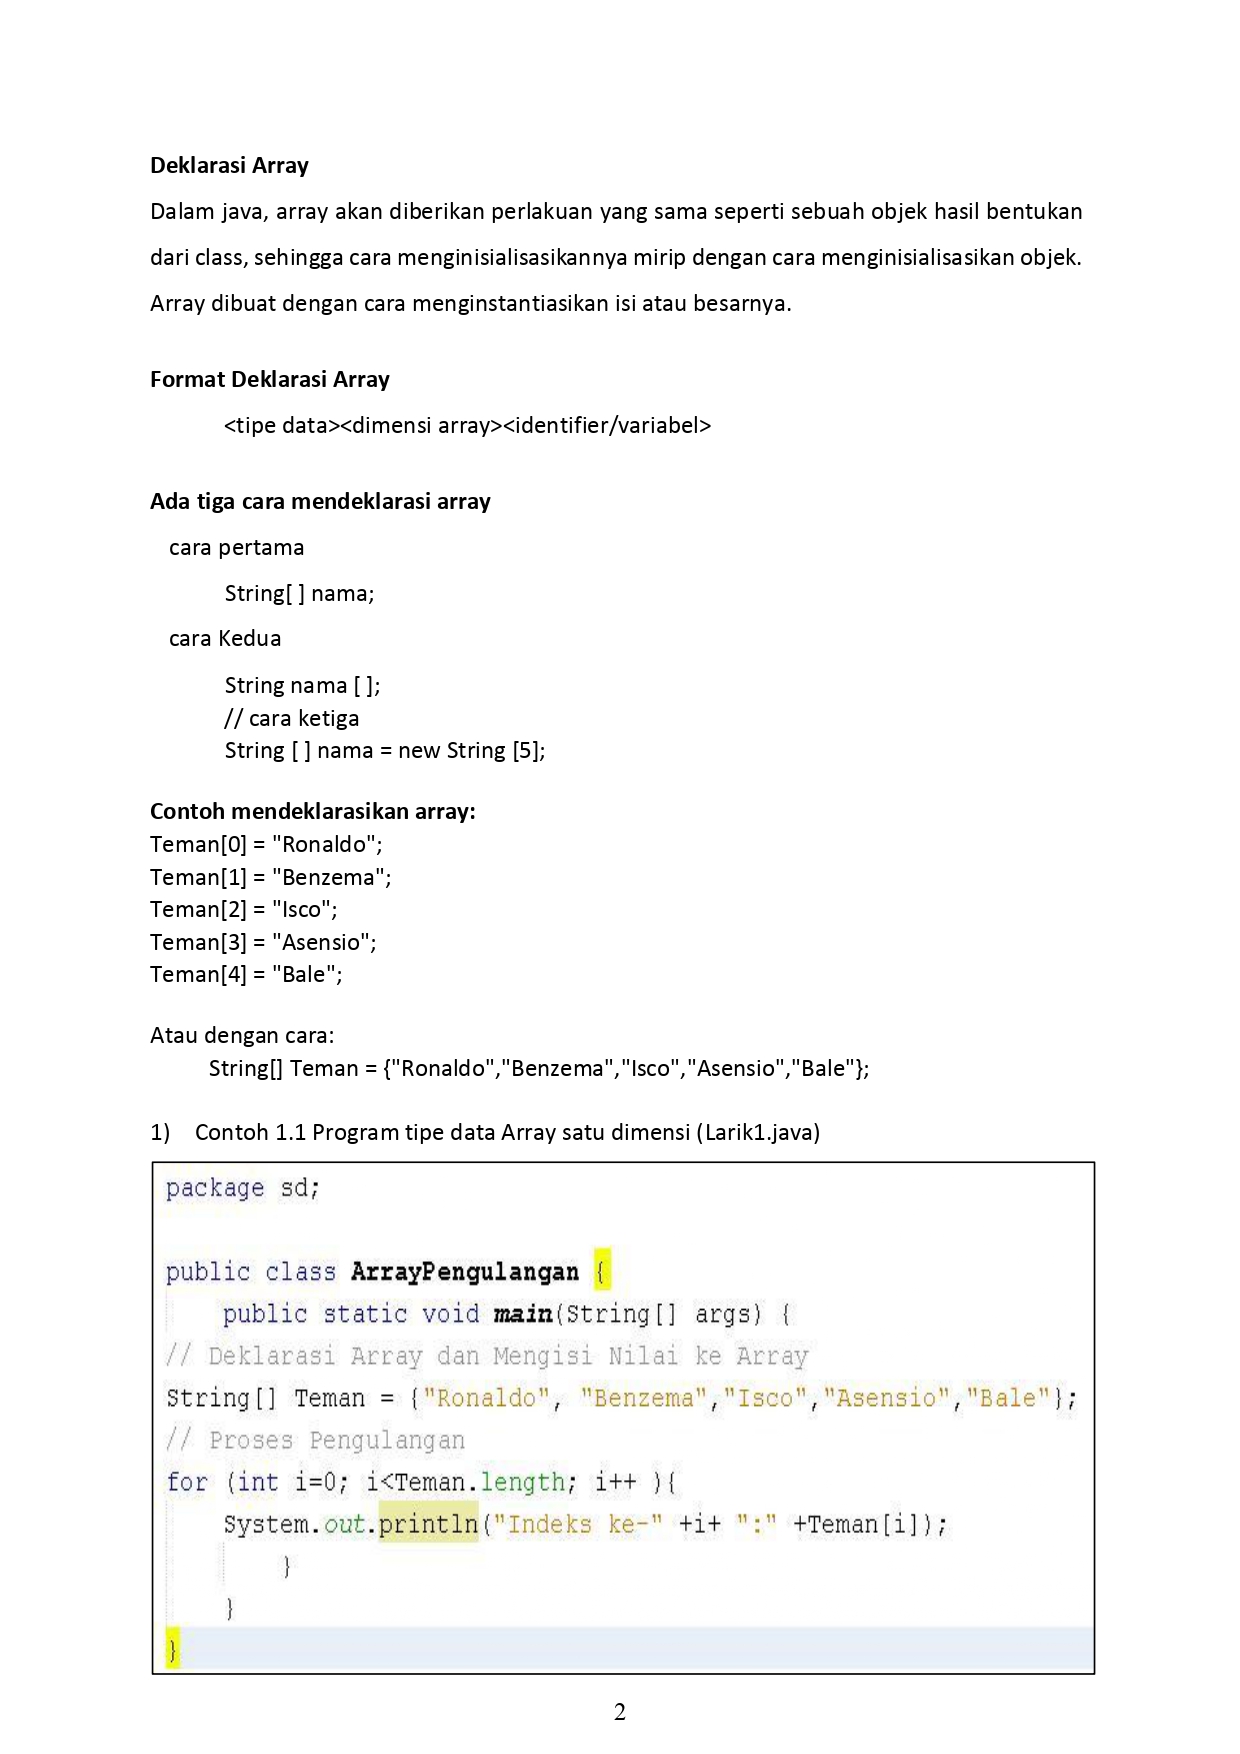 Deklarasi Array
Dalam java, array akan diberikan perlakuan yang sama seperti sebuah objek hasil bentukan
dari class, sehingga cara menginisialisasikannya mirip dengan cara menginisialisasikan objek.
Array dibuat dengan cara menginstantiasikan isi atau besarnya.
Format Deklarasi Array
<tipe data><dimensi array><identifier/variabel>
Ada tiga cara mendeklarasi array
cara pertama
String[ ] nama;
cara Kedua
String nama [ ];
// cara ketiga
String [ ] nama = new String [5];
Contoh mendeklarasikan array:
Teman[0] = "Ronaldo";
Teman[1] = "Benzema";
Teman[2] = "Isco";
Teman[3] = "Asensio";
Teman[4] = "Bale";
Atau dengan cara:
String[] Teman = {"Ronaldo","Benzema","Isco","Asensio","Bale"};
1) Contoh 1.1 Program tipe data Array satu dimensi (Larik1.java)
package sd;
public class ArrayPengulangan {
public static void main(String[] args) {
// Deklarasi Array dan Mengisi Nilai ke Array
String[] Teman = {"Ronaldo", "Benzema","Isco","Asensio","Bale"};
// Proses Pengulangan
for (int i=0; i<Teman.length; i++ ){
System.out.println("Indeks ke-" +i+ ":" +Teman[i]);
}
}
}
2